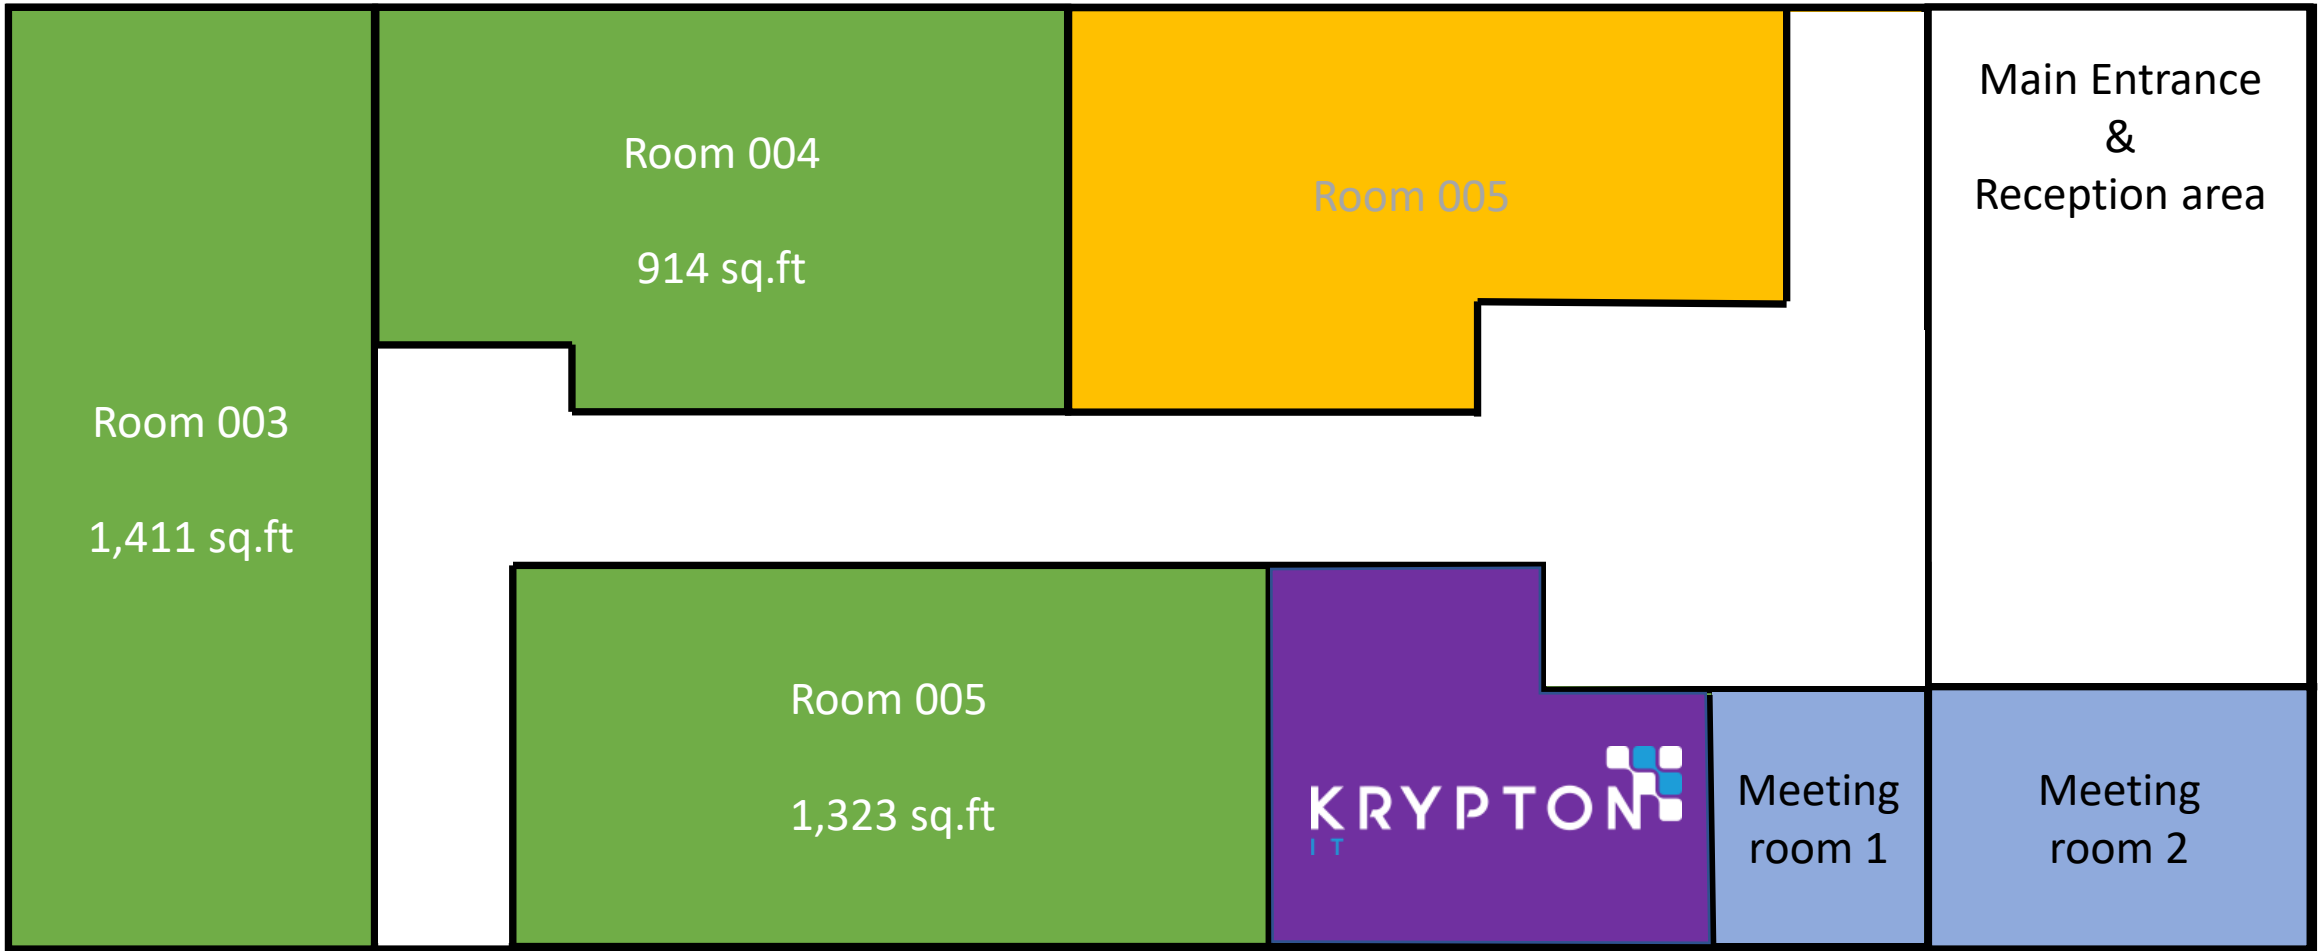 Room 003
1,411 sq.ft
Room 004
914 sq.ft
Room 005
Main Entrance
&
Reception area
Room 005
1,323 sq.ft
KRYPTON
IT
Meeting
room 1
Meeting
room 2